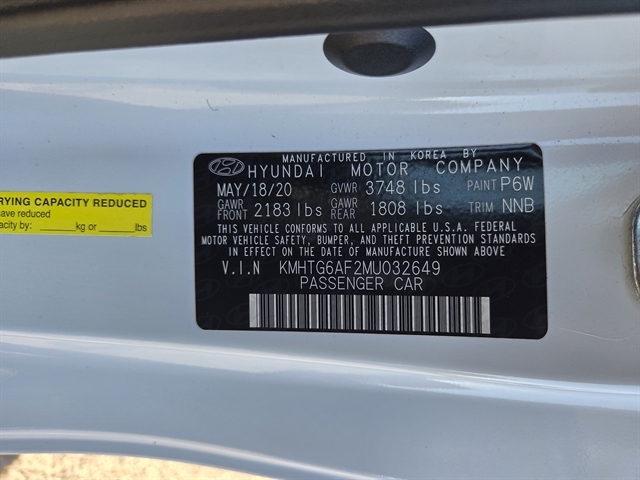 MANUFACTURED IN KOREA BY
HYUNDAI MOTOR COMPANY
MAY/18/20 GVWR 3748 lbs PAINT P6W
GAWR FRONT 2183 lbs GAWR REAR 1808 lbs TRIM NNB
THIS VEHICLE CONFORMS TO ALL APPLICABLE U.S.A. FEDERAL
MOTOR VEHICLE SAFETY, BUMPER, AND THEFT PREVENTION STANDARDS
IN EFFECT ON THE DATE OF MANUFACTURE SHOWN ABOVE
V.I.N KMHTG6AF2MU032649
PASSENGER CAR
RYING CAPACITY REDUCED
ave reduced
apacity by: kg or lbs